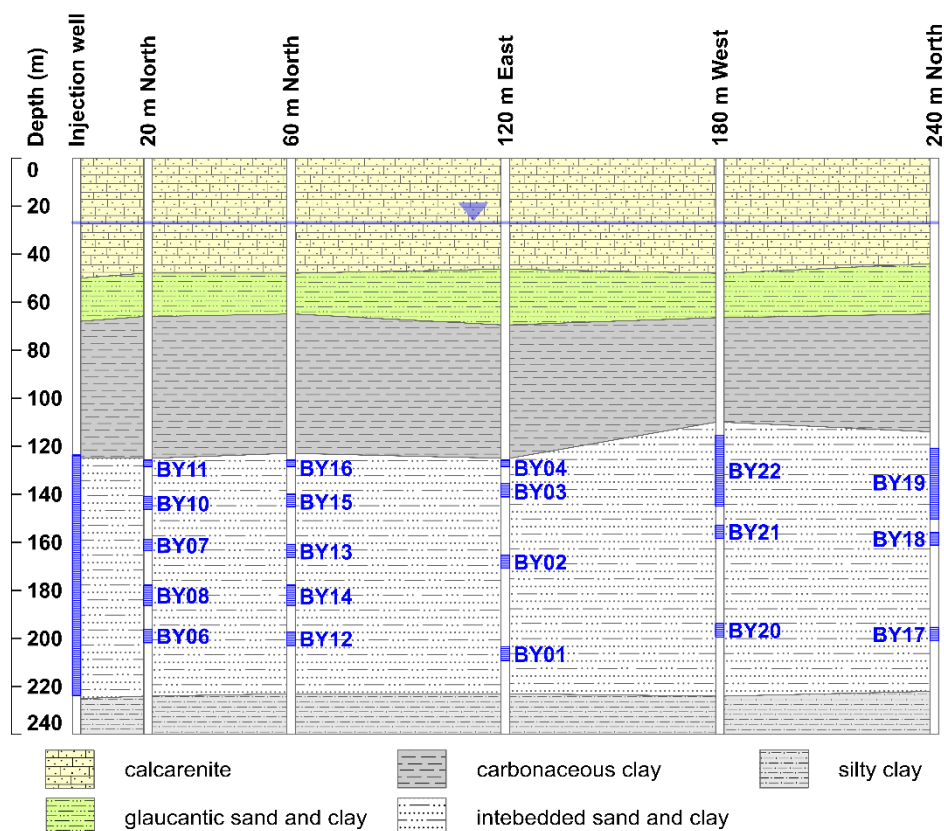 Depth (m)
Injection well
20 m North
60 m North
120 m East
180 m West
240 m North
0
20
40
60
80
100
120
140
160
180
200
220
240
BY11
BY10
BY07
BY08
BY06
BY16
BY15
BY13
BY14
BY12
BY04
BY03
BY02
BY01
BY22
BY21
BY20
BY19
BY18
BY17
calcarenite
carbonaceous clay
silty clay
glaucantic sand and clay
intebedded sand and clay